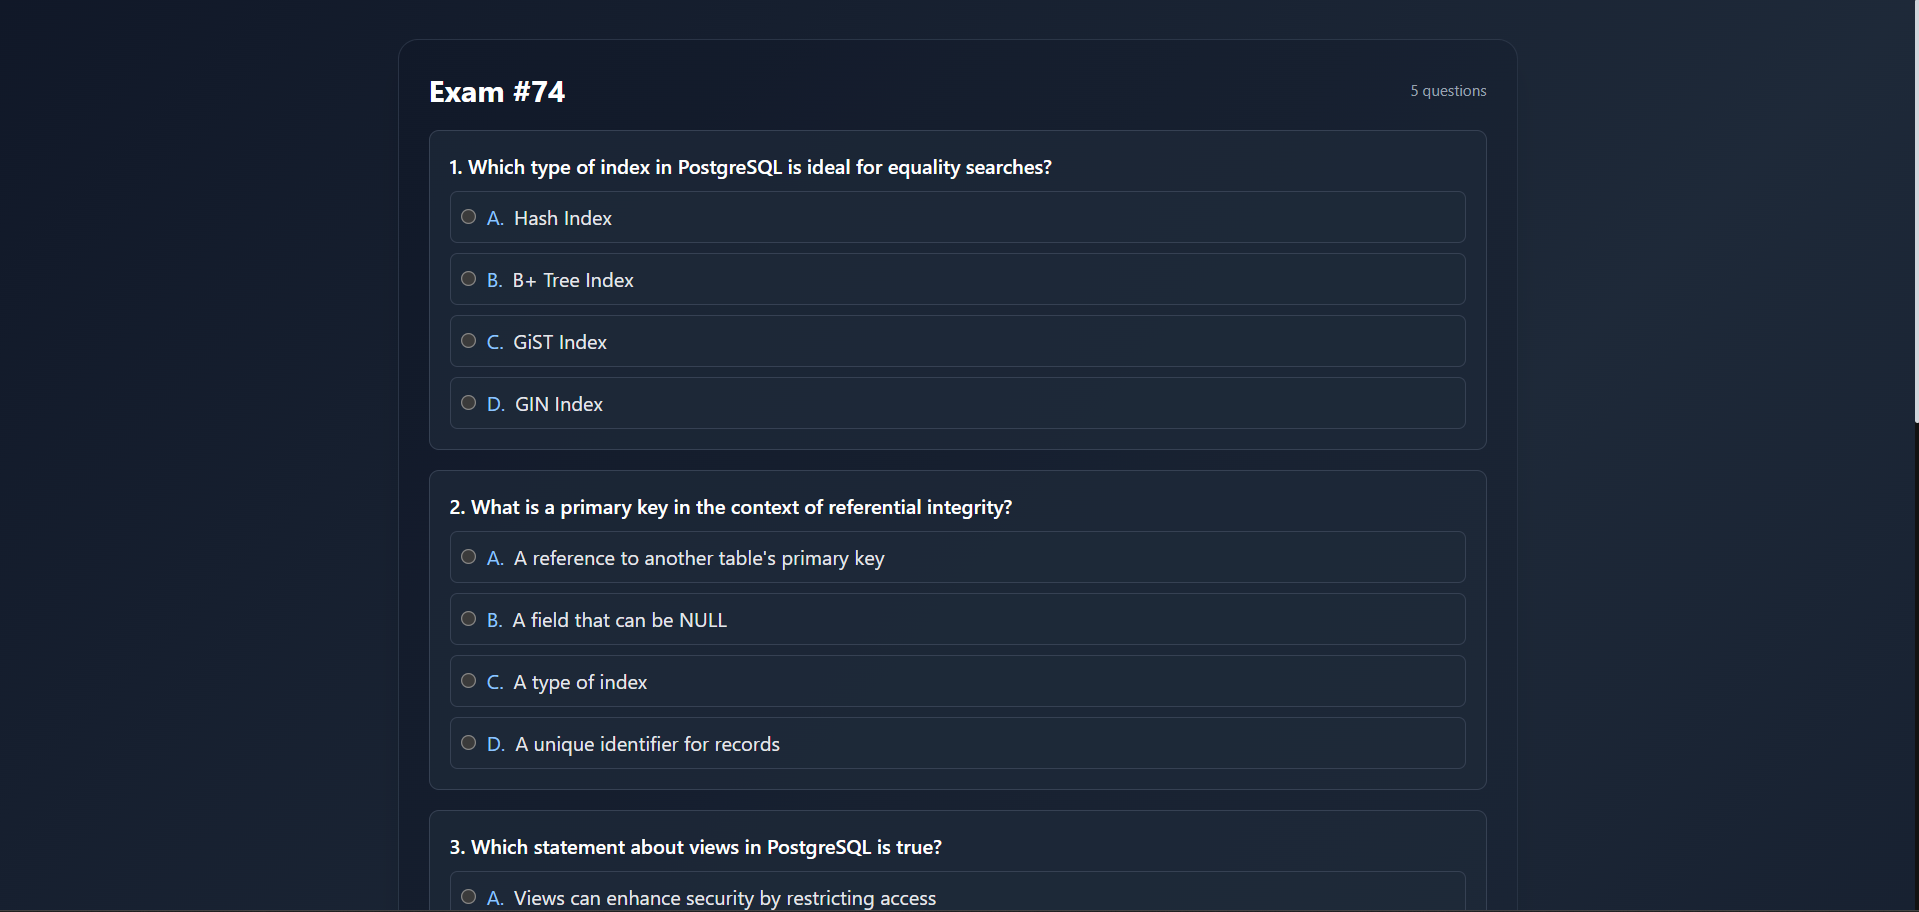 Exam #74
5 questions
1. Which type of index in PostgreSQL is ideal for equality searches?
A. Hash Index
B. B+ Tree Index
C. GiST Index
D. GIN Index
2. What is a primary key in the context of referential integrity?
A. A reference to another table's primary key
B. A field that can be NULL
C. A type of index
D. A unique identifier for records
3. Which statement about views in PostgreSQL is true?
A. Views can enhance security by restricting access